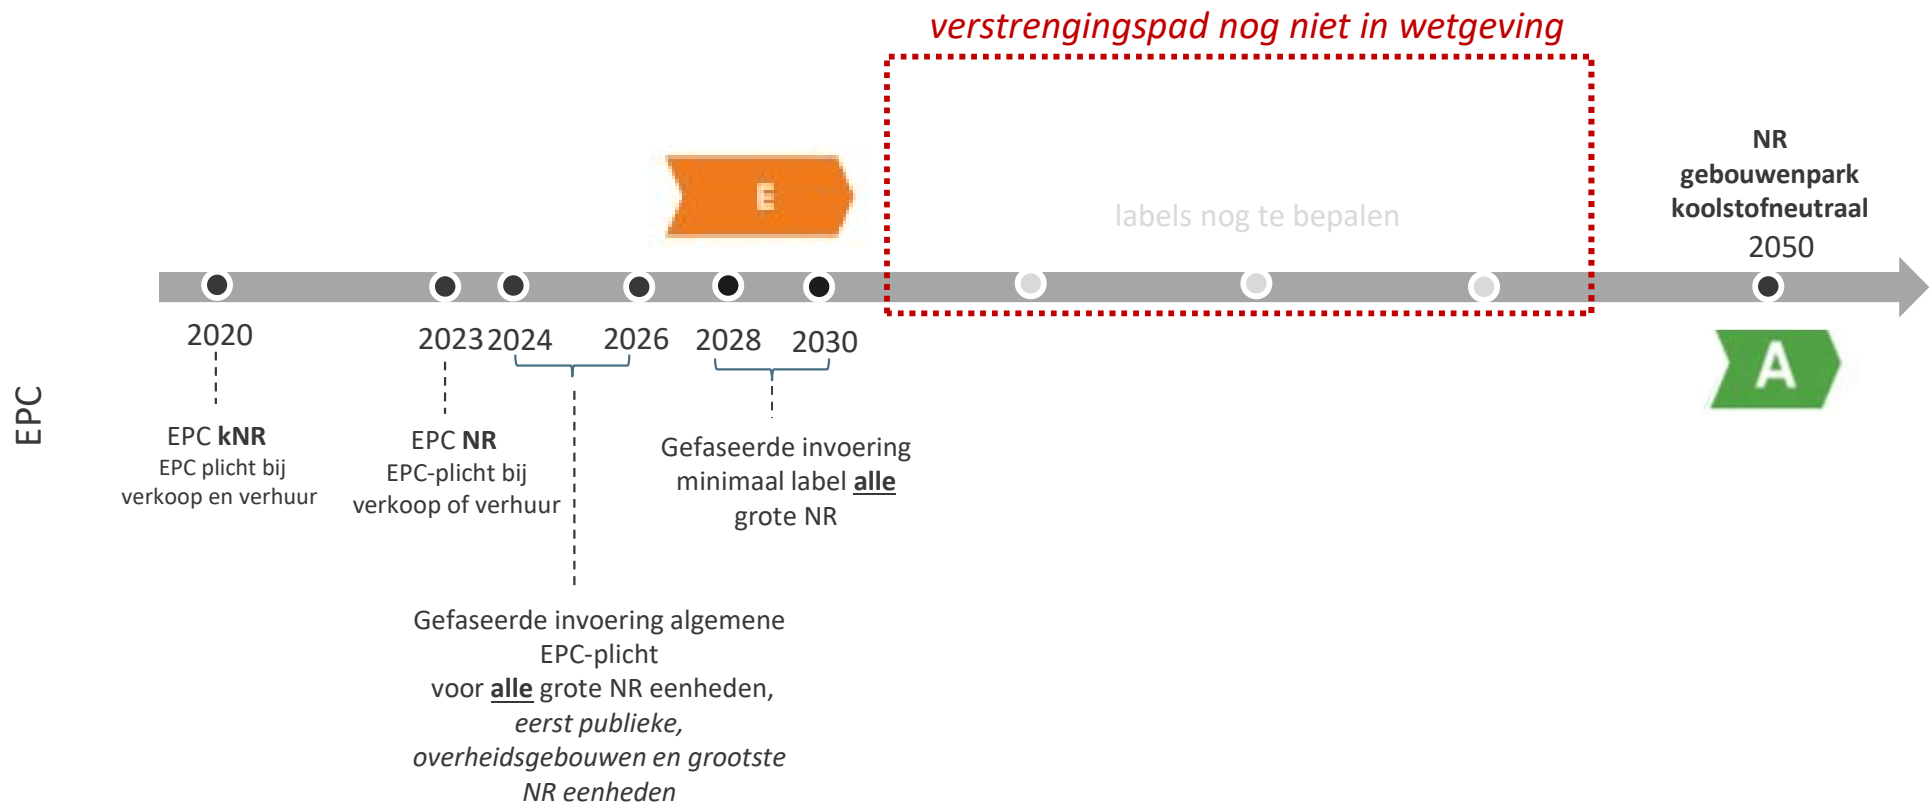 verstrengingspad nog niet in wetgeving
E
labels nog te bepalen
NR
gebouwenpark
koolstofneutraal
2050
2020
2023
2024
2026
2028
2030
A
EPC
EPC kNR
EPC plicht bij
verkoop en verhuur
EPC NR
EPC-plicht bij
verkoop of verhuur
Gefaseerde invoering
minimaal label alle
grote NR
Gefaseerde invoering algemene
EPC-plicht
voor alle grote NR eenheden,
eerst publieke,
overheidsgebouwen en grootste
NR eenheden